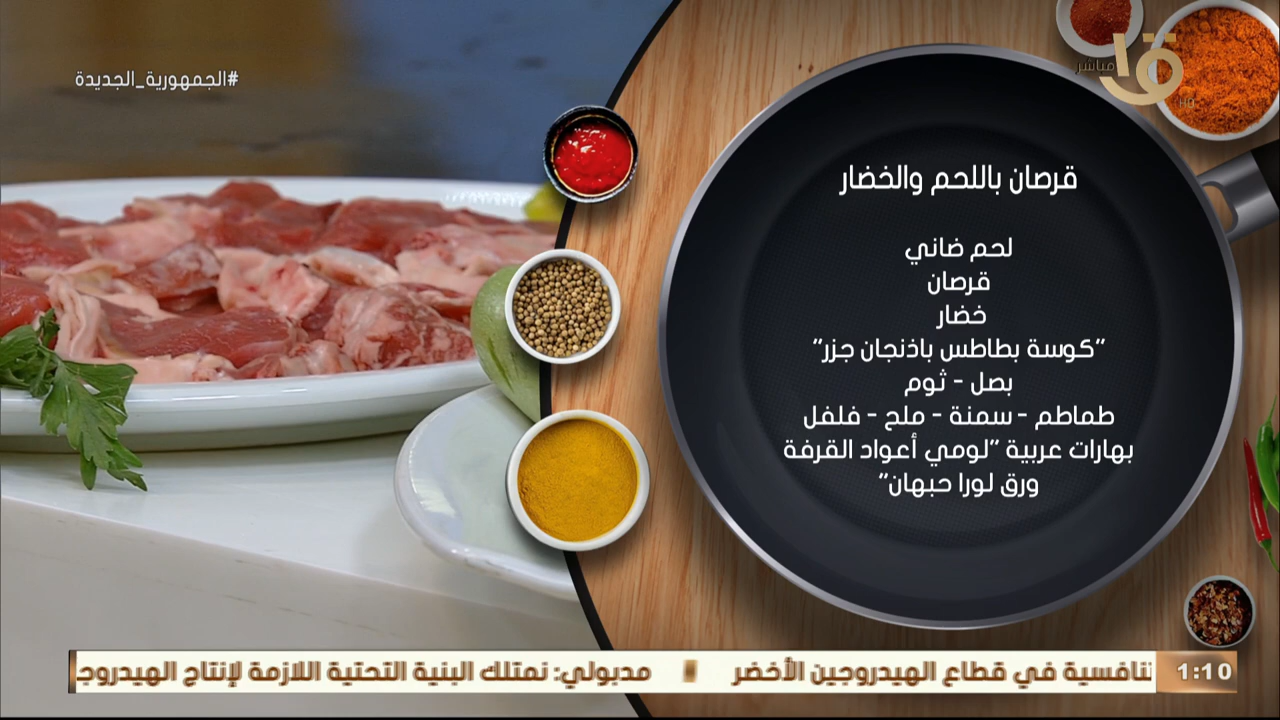 #الجمهورية_الجديدة
مباشر
HD
قرصان باللحم والخضار
لحم ضاني
قرصان
خضار
“كوسة بطاطس باذنجان جزر”
بصل - ثوم
طماطم - سمنة - ملح - فلفل
بهارات عربية “لومي أعواد القرفة
ورق لورا حبهان”
في قطاع الهيدروجين الأخضر
مدبولي: نمتلك البنية التحتية اللازمة لإنتاج
1:10